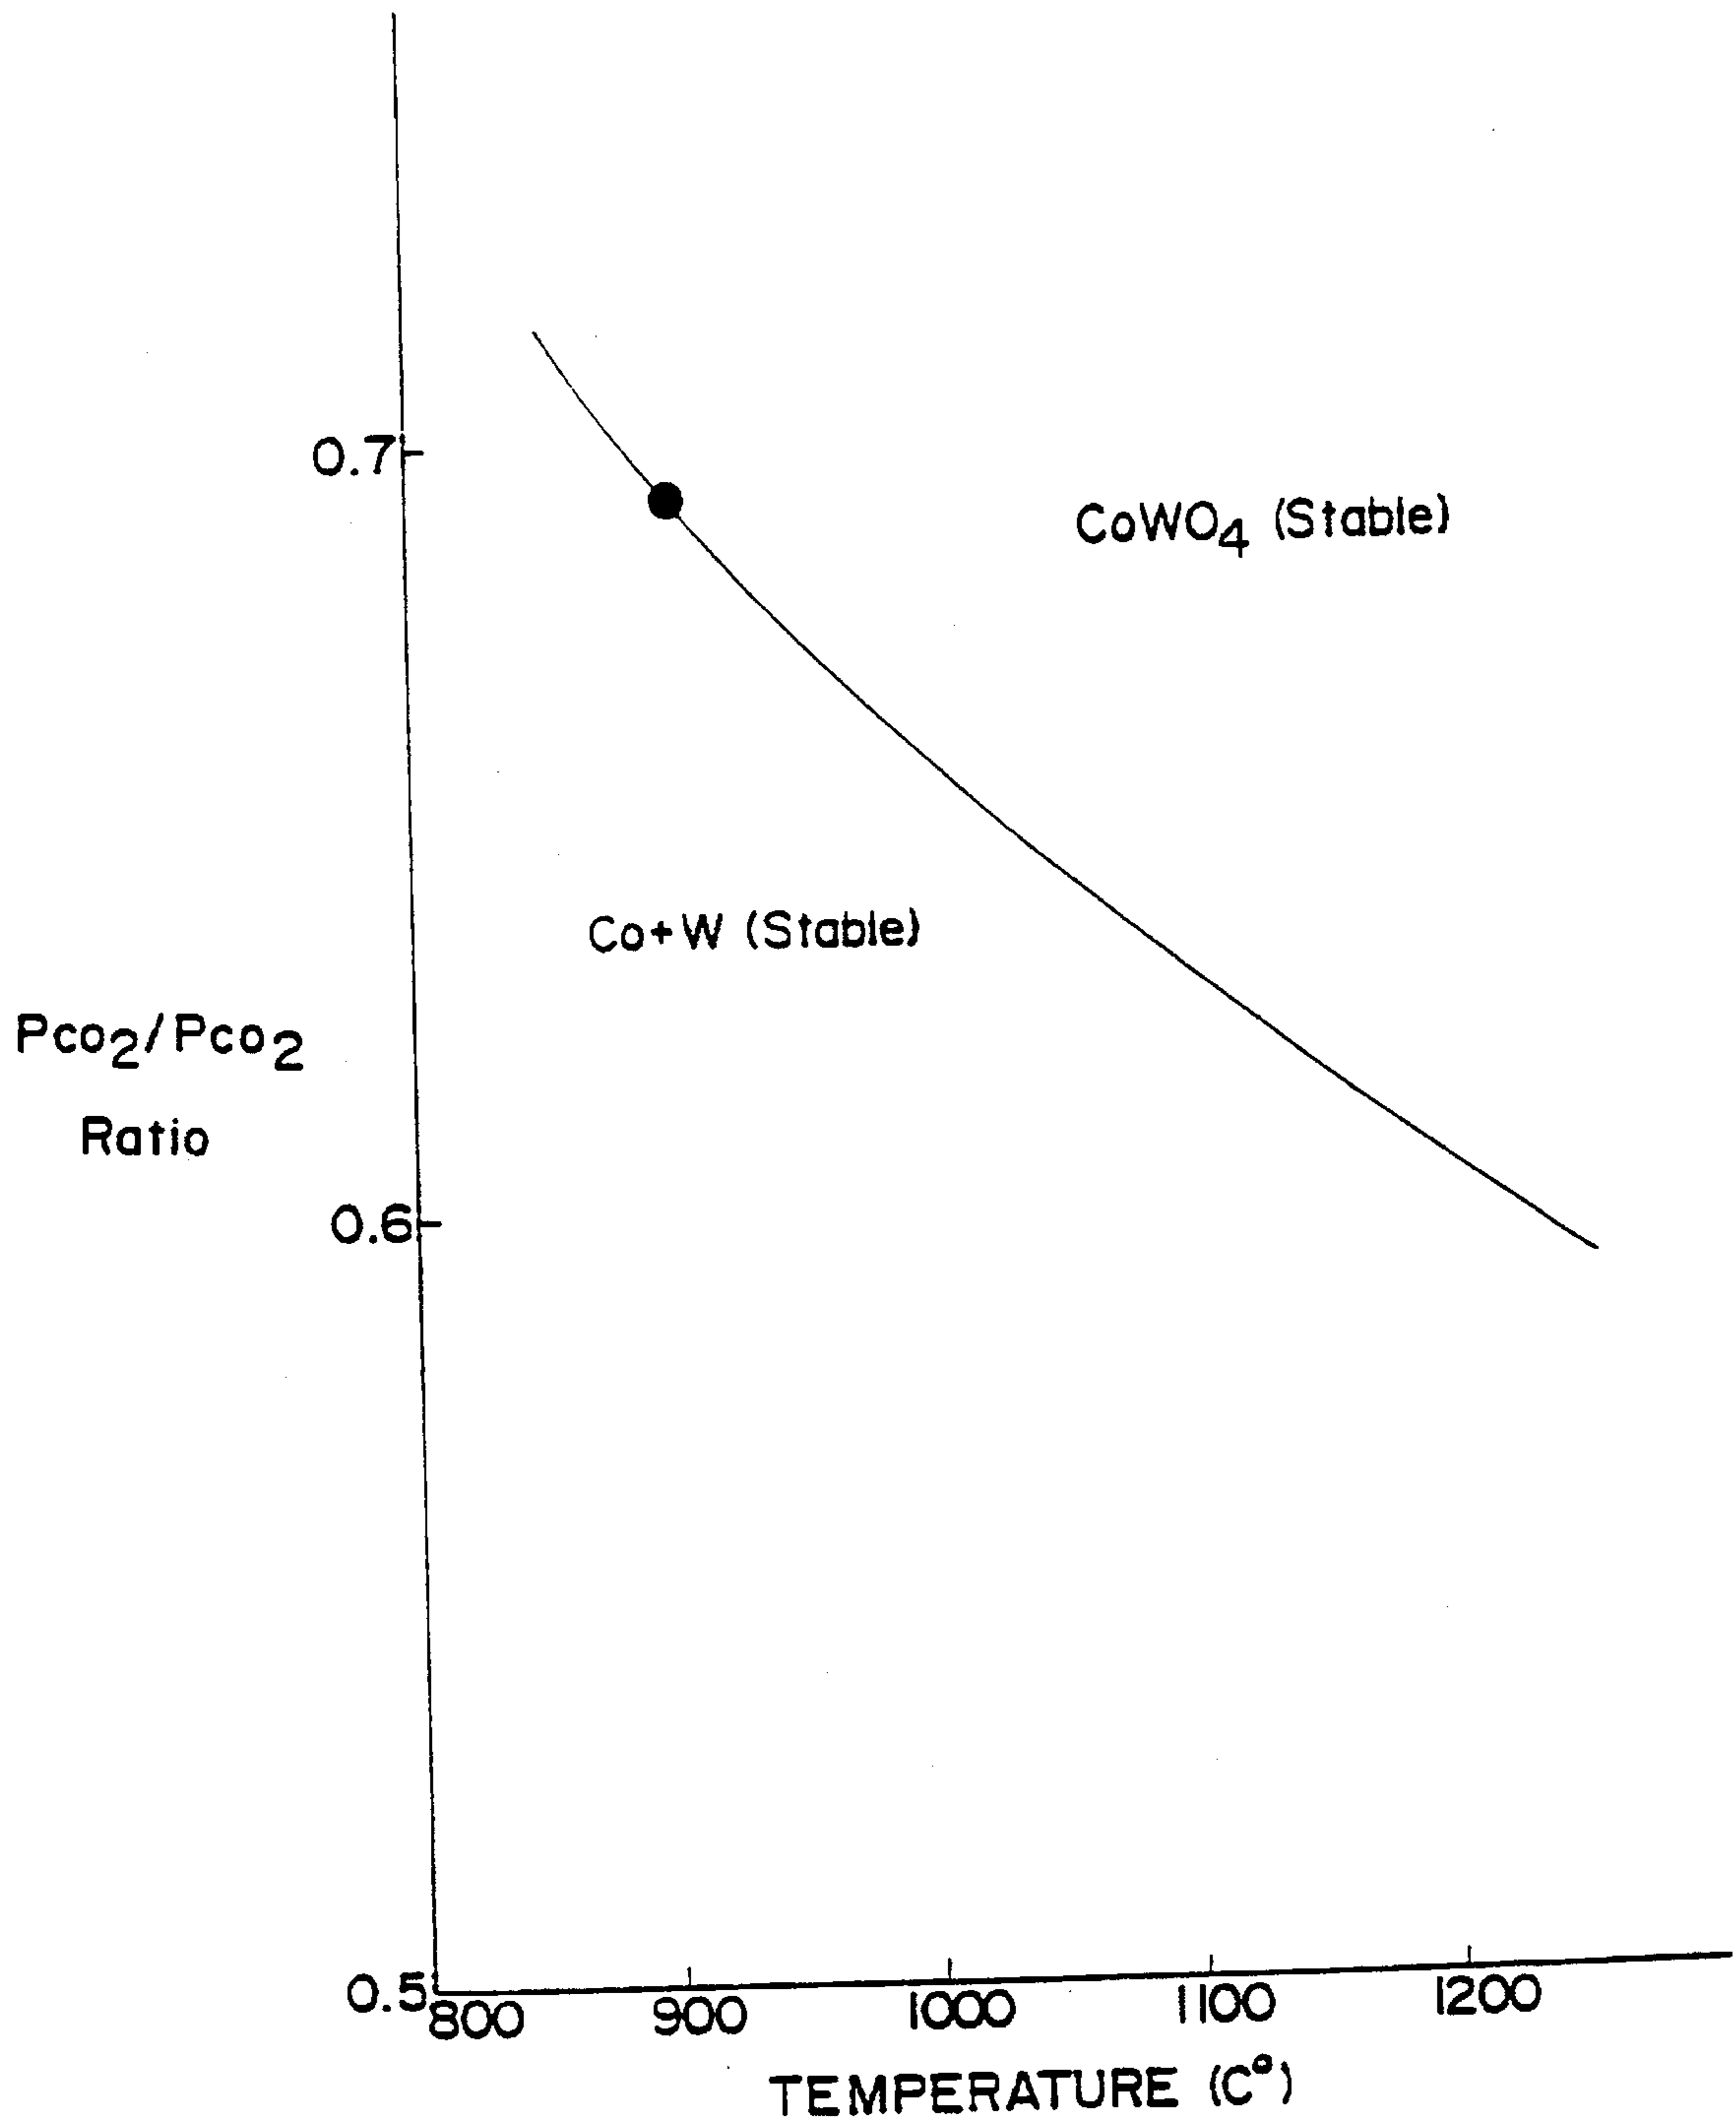 0.7
CoWO4 (Stable)
Co+W (Stable)
Pco2/Pco2
Ratio
0.6
0.5
800 900 1000 1100 1200
TEMPERATURE (C°)